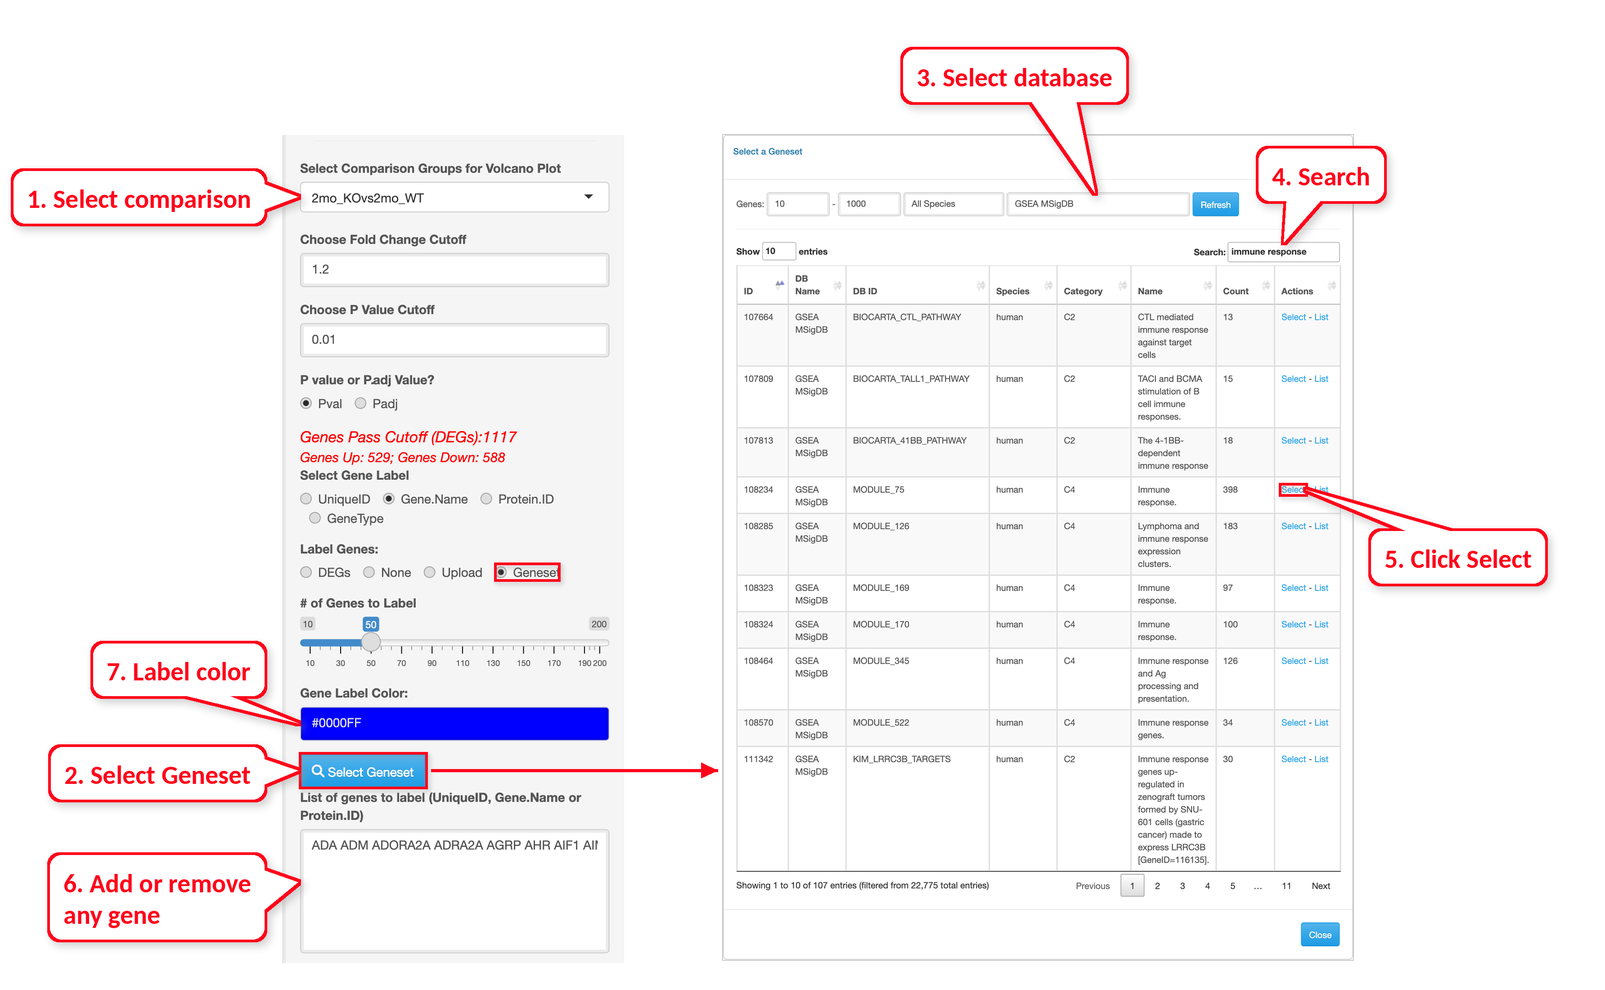 3. Select database
1. Select comparison
Select Comparison Groups for Volcano Plot
2mo_KOvs2mo_WT
Choose Fold Change Cutoff
1.2
Choose P Value Cutoff
0.01
P value or P.adj Value?
Pval Padj
Genes Pass Cutoff (DEGs):1117
Genes Up: 529; Genes Down: 588
Select Gene Label
UniqueID Gene.Name Protein.ID
GeneType
Label Genes:
DEGs None Upload Geneset
# of Genes to Label
10 50 200
10 30 50 70 90 110 130 150 170 190 200
7. Label color
Gene Label Color:
#0000FF
2. Select Geneset
Select Geneset
List of genes to label (UniqueID, Gene.Name or
Protein.ID)
ADA ADM ADORA2A ADRA2A AGRP AHR AIF1
6. Add or remove
any gene
Select a Geneset
4. Search
Genes: 10 - 1000 All Species GSEA MSigDB Refresh
Show 10 entries Search: immune response
ID DB Name DB ID Species Category Name Count Actions
107664 GSEA BIOCARTA_CTL_PATHWAY human C2 CTL mediated 13 Select - List
MSigDB immune response
against target
cells
107809 GSEA BIOCARTA_TALL1_PATHWAY human C2 TACI and BCMA 15 Select - List
MSigDB stimulation of B
cell immune
responses.
107813 GSEA BIOCARTA_41BB_PATHWAY human C2 The 4-1BB- 18 Select - List
MSigDB dependent
immune response
108234 GSEA MODULE_75 human C4 Immune 398 Select - List
MSigDB response.
108285 GSEA MODULE_126 human C4 Lymphoma and 183 Select - List
MSigDB immune response
expression
clusters.
5. Click Select
108323 GSEA MODULE_169 human C4 Immune 97 Select - List
MSigDB response.
108324 GSEA MODULE_170 human C4 Immune 100 Select - List
MSigDB response.
108464 GSEA MODULE_345 human C4 Immune response 126 Select - List
MSigDB and Ag
processing and
presentation.
108570 GSEA MODULE_522 human C4 Immune response 34 Select - List
MSigDB genes.
111342 GSEA KIM_LRRC3B_TARGETS human C2 Immune response 30 Select - List
MSigDB genes up-
regulated in
zenograft tumors
formed by SNU-
601 cells (gastric
cancer) made to
express LRRC3B
[GeneID=116135].
Showing 1 to 10 of 107 entries (filtered from 22,775 total entries) Previous 1 2 3 4 5 ... 11 Next
Close